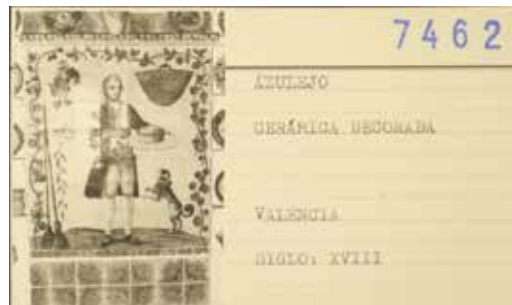 7462
AZULEJO
CERÁMICA DECORADA
VALENCIA
SIGLO: XVIII